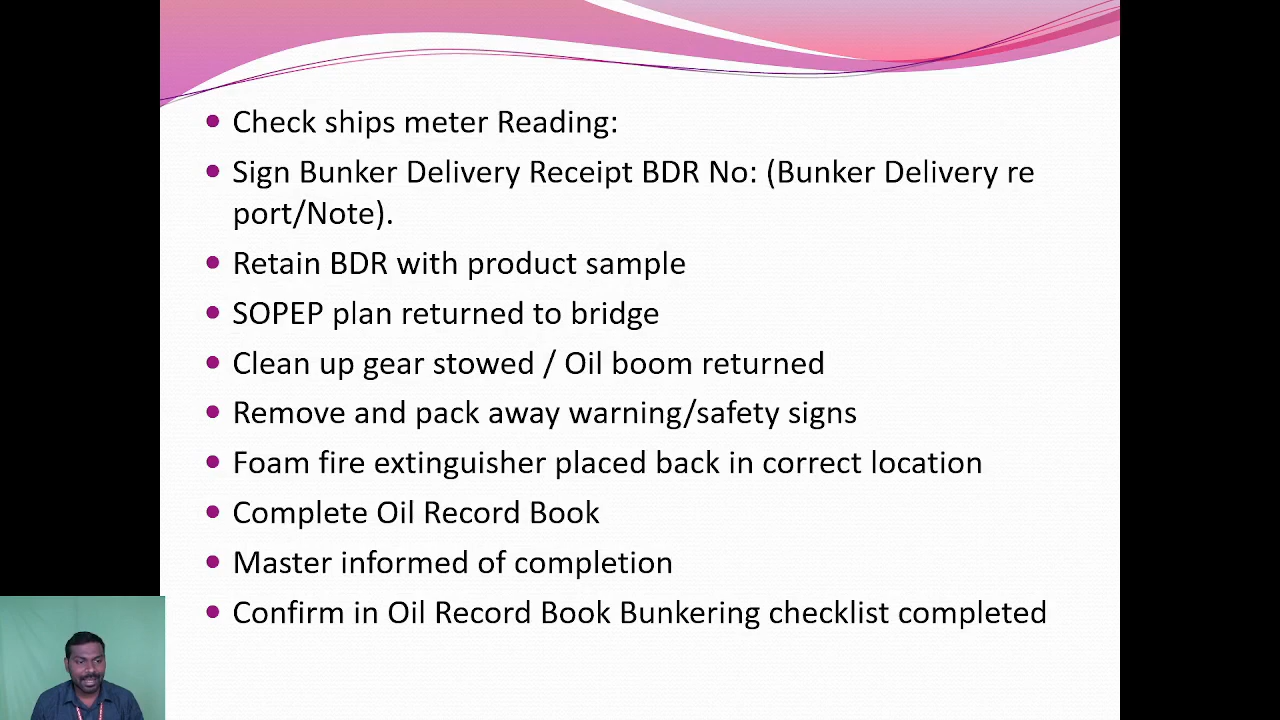 Check ships meter Reading:
Sign Bunker Delivery Receipt BDR No: (Bunker Delivery re
port/Note).
Retain BDR with product sample
SOPEP plan returned to bridge
Clean up gear stowed / Oil boom returned
Remove and pack away warning/safety signs
Foam fire extinguisher placed back in correct location
Complete Oil Record Book
Master informed of completion
Confirm in Oil Record Book Bunkering checklist completed